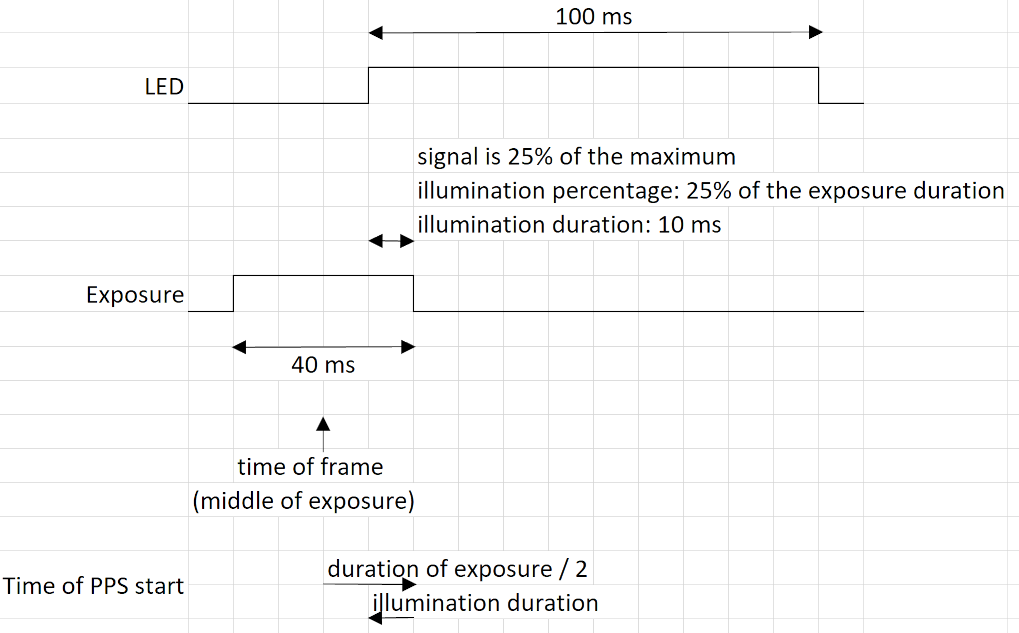 100 ms
LED
signal is 25% of the maximum
illumination percentage: 25% of the exposure duration
illumination duration: 10 ms
Exposure
40 ms
time of frame
(middle of exposure)
duration of exposure / 2
Time of PPS start
illumination duration